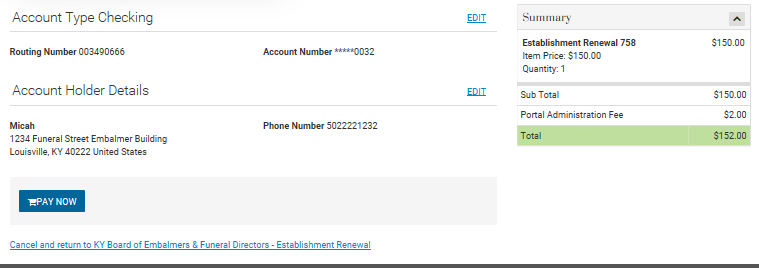 Account Type Checking
EDIT
Routing Number 003490666
Account Number *****0032
Account Holder Details
EDIT
Micah
1234 Funeral Street Embalmer Building
Louisville, KY 40222 United States
Phone Number 5022221232
PAY NOW
Cancel and return to KY Board of Embalmers & Funeral Directors - Establishment Renewal
Summary
Establishment Renewal 758 $150.00
Item Price: $150.00
Quantity: 1
Sub Total $150.00
Portal Administration Fee $2.00
Total $152.00